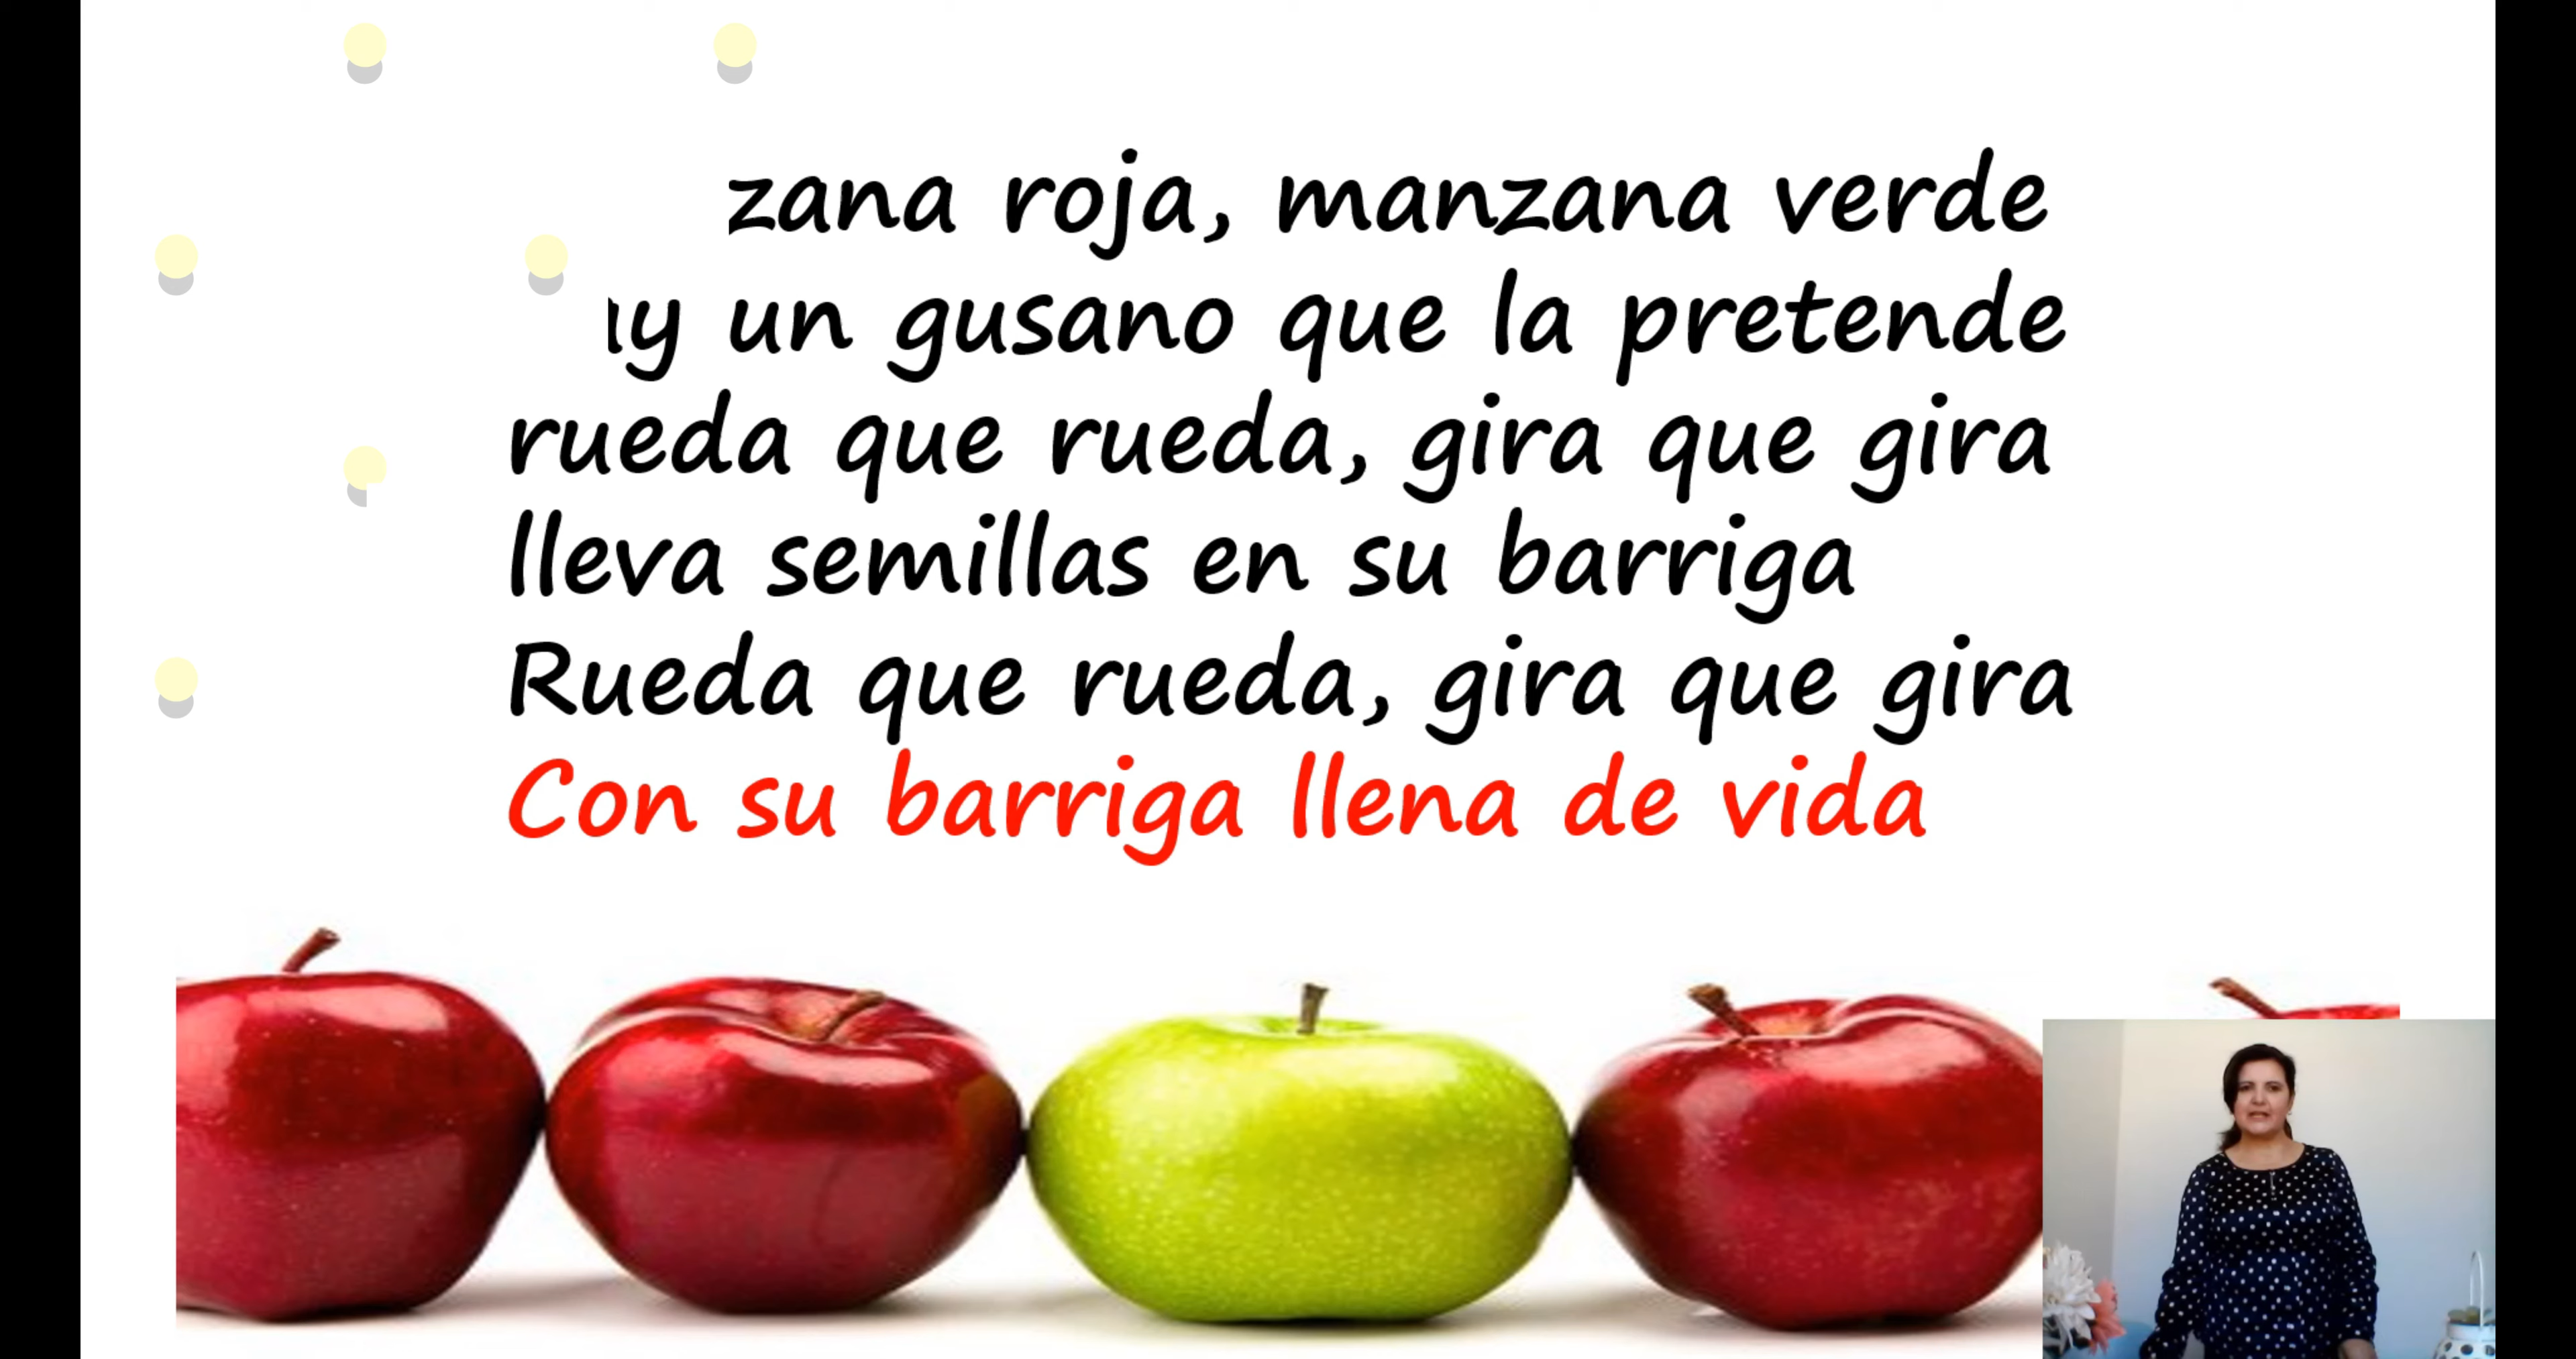 zana roja, manzana verde
y un gusano que la pretende
rueda que rueda, gira que gira
lleva semillas en su barriga
Rueda que rueda, gira que gira
Con su barriga llena de vida